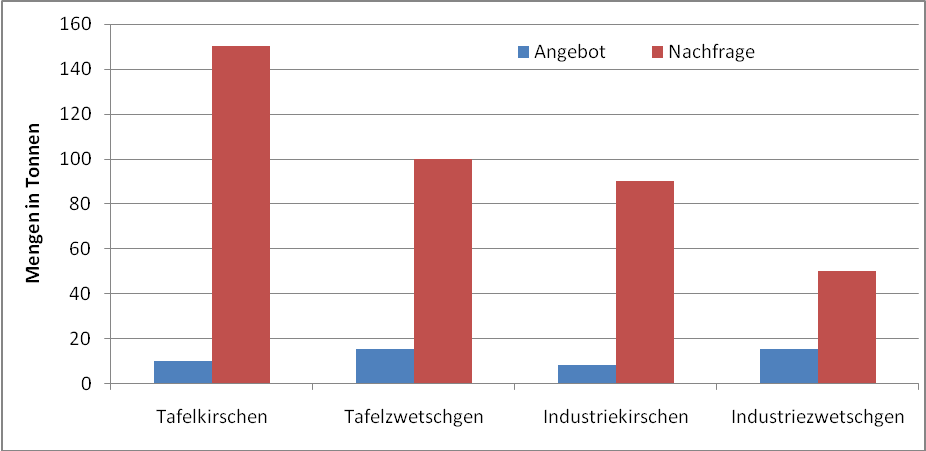 160
Angebot
Nachfrage
140
120
100
80
60
40
20
0
Mengen in Tonnen
Tafelkirschen
Tafelzwetschgen
Industriekirschen
Industriezwetschgen